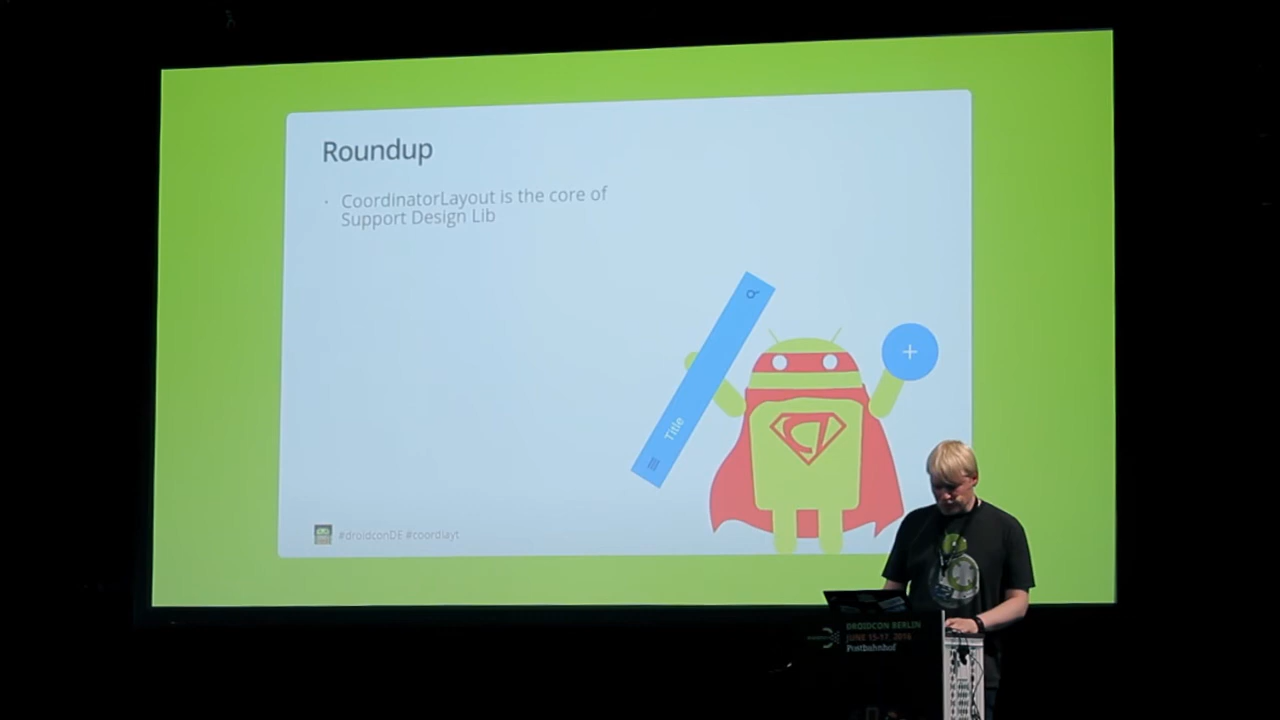 Roundup
· CoordinatorLayout is the core of
Support Design Lib
Title
#droidconDE #coordlayt
DROIDCON BERLIN
JUNE 15-17, 2016
Postbahnhof